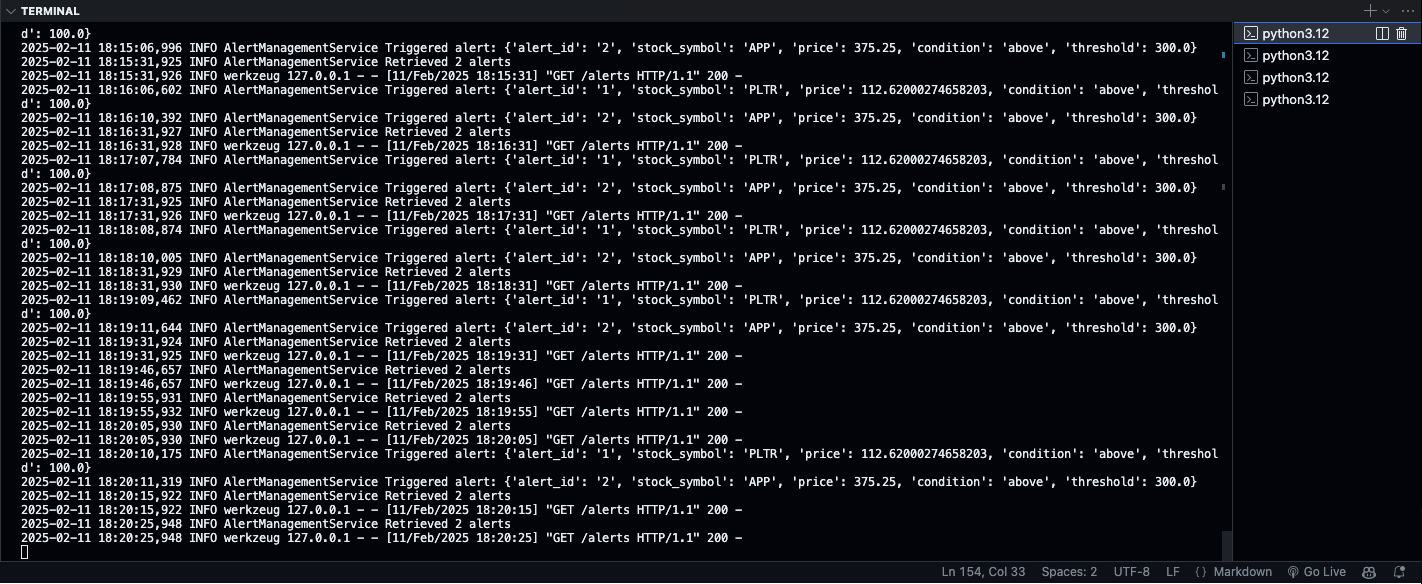 TERMINAL
d': 100.0}
2025-02-11 18:15:06,996 INFO AlertManagementService Triggered alert: {'alert_id': '2', 'stock_symbol': 'APP', 'price': 375.25, 'condition': 'above', 'threshold': 300.0}
2025-02-11 18:15:31,925 INFO AlertManagementService Retrieved 2 alerts
2025-02-11 18:15:31,926 INFO werkzeug 127.0.0.1 - - [11/Feb/2025 18:15:31] "GET /alerts HTTP/1.1" 200 -
2025-02-11 18:16:06,602 INFO AlertManagementService Triggered alert: {'alert_id': '1', 'stock_symbol': 'PLTR', 'price': 112.62000274658203, 'condition': 'above', 'threshol
d': 100.0}
2025-02-11 18:16:10,392 INFO AlertManagementService Triggered alert: {'alert_id': '2', 'stock_symbol': 'APP', 'price': 375.25, 'condition': 'above', 'threshold': 300.0}
2025-02-11 18:16:31,927 INFO AlertManagementService Retrieved 2 alerts
2025-02-11 18:16:31,928 INFO werkzeug 127.0.0.1 - - [11/Feb/2025 18:16:31] "GET /alerts HTTP/1.1" 200 -
2025-02-11 18:17:07,784 INFO AlertManagementService Triggered alert: {'alert_id': '1', 'stock_symbol': 'PLTR', 'price': 112.62000274658203, 'condition': 'above', 'threshol
d': 100.0}
2025-02-11 18:17:08,875 INFO AlertManagementService Triggered alert: {'alert_id': '2', 'stock_symbol': 'APP', 'price': 375.25, 'condition': 'above', 'threshold': 300.0}
2025-02-11 18:17:31,925 INFO AlertManagementService Retrieved 2 alerts
2025-02-11 18:17:31,926 INFO werkzeug 127.0.0.1 - - [11/Feb/2025 18:17:31] "GET /alerts HTTP/1.1" 200 -
2025-02-11 18:18:08,874 INFO AlertManagementService Triggered alert: {'alert_id': '1', 'stock_symbol': 'PLTR', 'price': 112.62000274658203, 'condition': 'above', 'threshol
d': 100.0}
2025-02-11 18:18:10,005 INFO AlertManagementService Triggered alert: {'alert_id': '2', 'stock_symbol': 'APP', 'price': 375.25, 'condition': 'above', 'threshold': 300.0}
2025-02-11 18:18:31,929 INFO AlertManagementService Retrieved 2 alerts
2025-02-11 18:18:31,930 INFO werkzeug 127.0.0.1 - - [11/Feb/2025 18:18:31] "GET /alerts HTTP/1.1" 200 -
2025-02-11 18:19:09,462 INFO AlertManagementService Triggered alert: {'alert_id': '1', 'stock_symbol': 'PLTR', 'price': 112.62000274658203, 'condition': 'above', 'threshol
d': 100.0}
2025-02-11 18:19:11,644 INFO AlertManagementService Triggered alert: {'alert_id': '2', 'stock_symbol': 'APP', 'price': 375.25, 'condition': 'above', 'threshold': 300.0}
2025-02-11 18:19:31,924 INFO AlertManagementService Retrieved 2 alerts
2025-02-11 18:19:31,925 INFO werkzeug 127.0.0.1 - - [11/Feb/2025 18:19:31] "GET /alerts HTTP/1.1" 200 -
2025-02-11 18:19:46,657 INFO AlertManagementService Retrieved 2 alerts
2025-02-11 18:19:46,657 INFO werkzeug 127.0.0.1 - - [11/Feb/2025 18:19:46] "GET /alerts HTTP/1.1" 200 -
2025-02-11 18:19:55,931 INFO AlertManagementService Retrieved 2 alerts
2025-02-11 18:19:55,932 INFO werkzeug 127.0.0.1 - - [11/Feb/2025 18:19:55] "GET /alerts HTTP/1.1" 200 -
2025-02-11 18:20:05,930 INFO AlertManagementService Retrieved 2 alerts
2025-02-11 18:20:05,930 INFO werkzeug 127.0.0.1 - - [11/Feb/2025 18:20:05] "GET /alerts HTTP/1.1" 200 -
2025-02-11 18:20:10,175 INFO AlertManagementService Triggered alert: {'alert_id': '1', 'stock_symbol': 'PLTR', 'price': 112.62000274658203, 'condition': 'above', 'threshol
d': 100.0}
2025-02-11 18:20:11,319 INFO AlertManagementService Triggered alert: {'alert_id': '2', 'stock_symbol': 'APP', 'price': 375.25, 'condition': 'above', 'threshold': 300.0}
2025-02-11 18:20:15,922 INFO AlertManagementService Retrieved 2 alerts
2025-02-11 18:20:15,922 INFO werkzeug 127.0.0.1 - - [11/Feb/2025 18:20:15] "GET /alerts HTTP/1.1" 200 -
2025-02-11 18:20:25,948 INFO AlertManagementService Retrieved 2 alerts
2025-02-11 18:20:25,948 INFO werkzeug 127.0.0.1 - - [11/Feb/2025 18:20:25] "GET /alerts HTTP/1.1" 200 -
python3.12
python3.12
python3.12
python3.12
Ln 154, Col 33 Spaces: 2 UTF-8 LF {} Markdown Go Live